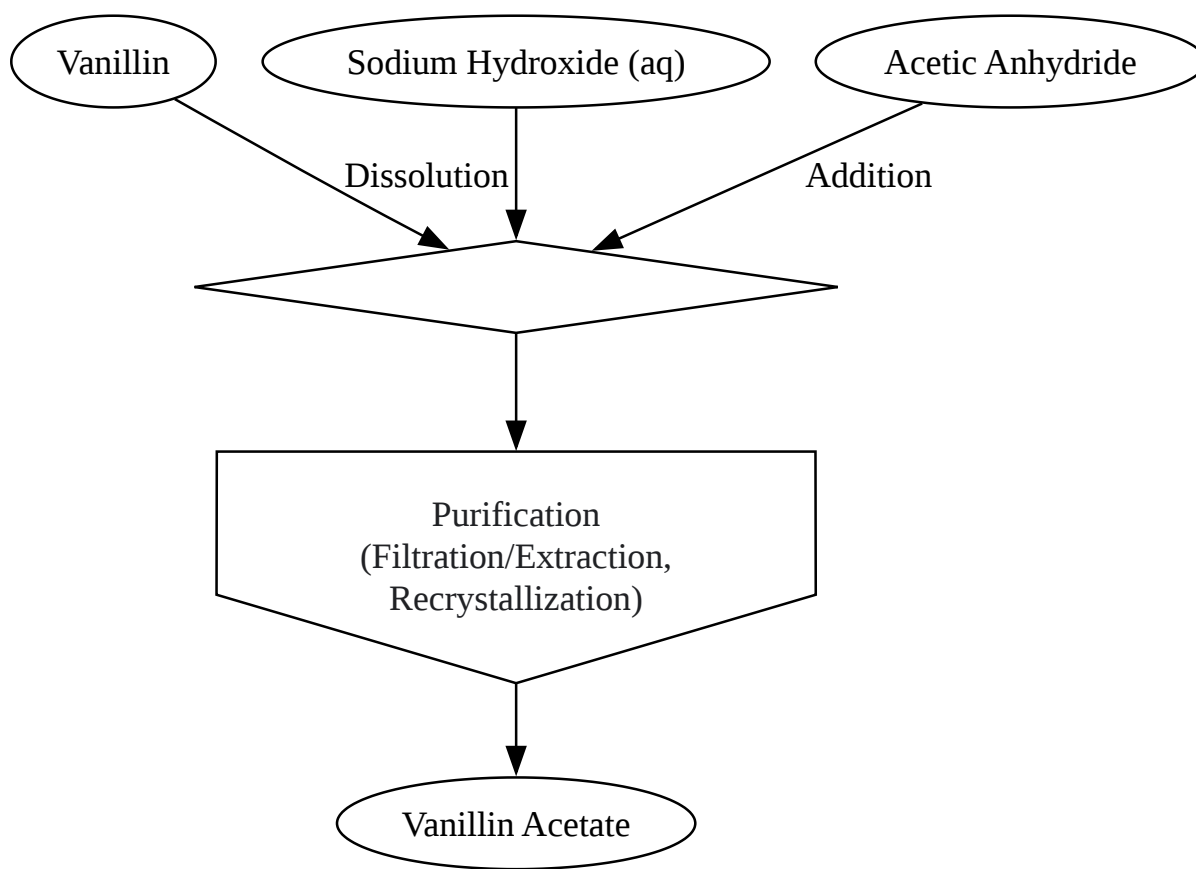 Vanillin
Sodium Hydroxide (aq)
Acetic Anhydride
Dissolution
Addition
Purification
(Filtration/Extraction,
Recrystallization)
Vanillin Acetate